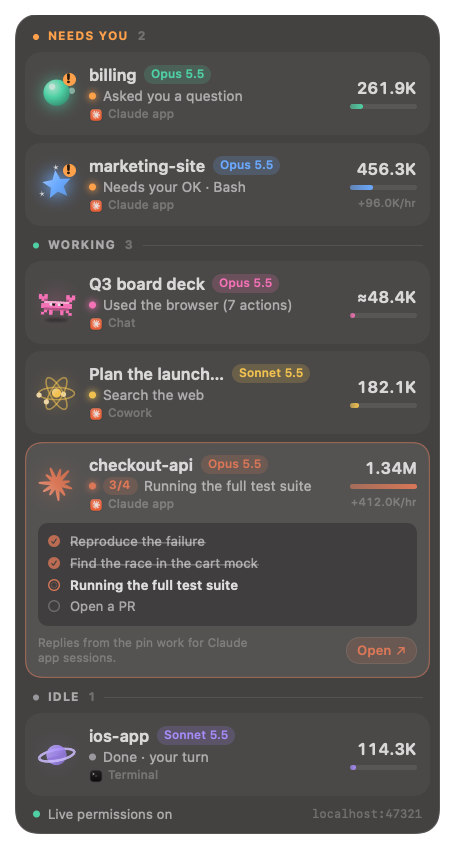 NEEDS YOU 2
billing Opus 5.5
261.9K
Asked you a question
Claude app
marketing-site Opus 5.5
456.3K
Needs your OK · Bash
Claude app
+96.0K/hr
WORKING 3
Q3 board deck Opus 5.5
≈48.4K
Used the browser (7 actions)
Chat
Plan the launch... Sonnet 5.5
182.1K
Search the web
Cowork
checkout-api Opus 5.5
1.34M
3/4 Running the full test suite
Claude app
+412.0K/hr
Reproduce the failure
Find the race in the cart mock
Running the full test suite
Open a PR
Replies from the pin work for Claude
app sessions.
Open ↗
IDLE 1
ios-app Sonnet 5.5
114.3K
Done · your turn
Terminal
Live permissions on
localhost:47321